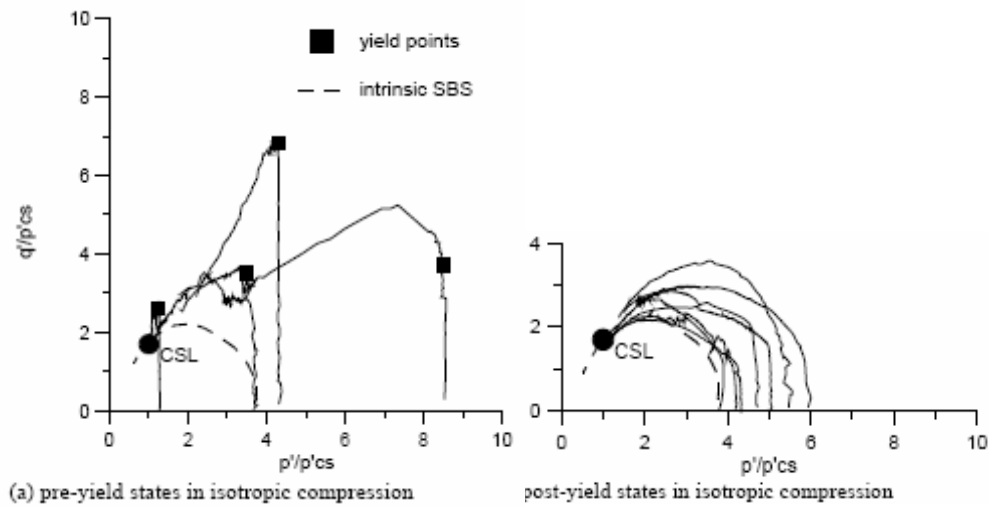 10
8
6
4
2
0
q'/p'cs
yield points
intrinsic SBS
CSL
0 2 4 6 8 10
p'/p'cs
(a) pre-yield states in isotropic compression
4
2
0
CSL
0 2 4 6 8 10
p'/p'cs
post-yield states in isotropic compression